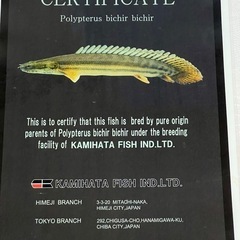 CERTIFICATE
Polypterus bichir bichir
This is to certify that this fish is bred by pure origin
parents of Polypterus bichir bichir under the breeding
facility of KAMIHATA FISH IND.LTD.
KAMIHATA FISH IND.LTD.
HIMEJI BRANCH 3-3-20 MITACHI-NAKA,
HIMEJI CITY,JAPAN
TOKYO BRANCH 292,CHIGUSA-CHO,HANAMIGAWA-KU,
CHIBA CITY,JAPAN